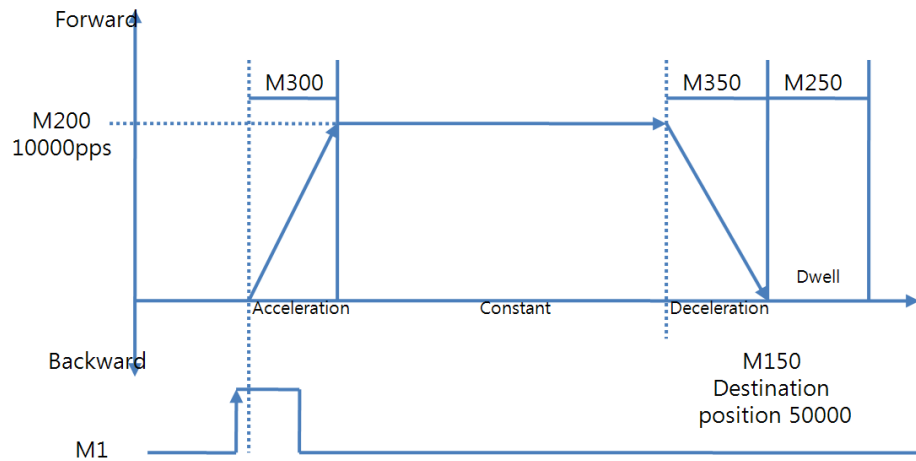 Forward
M300
M350
M250
M200
10000pps
Dwell
Acceleration
Constant
Deceleration
Backward
M150
Destination
position 50000
M1